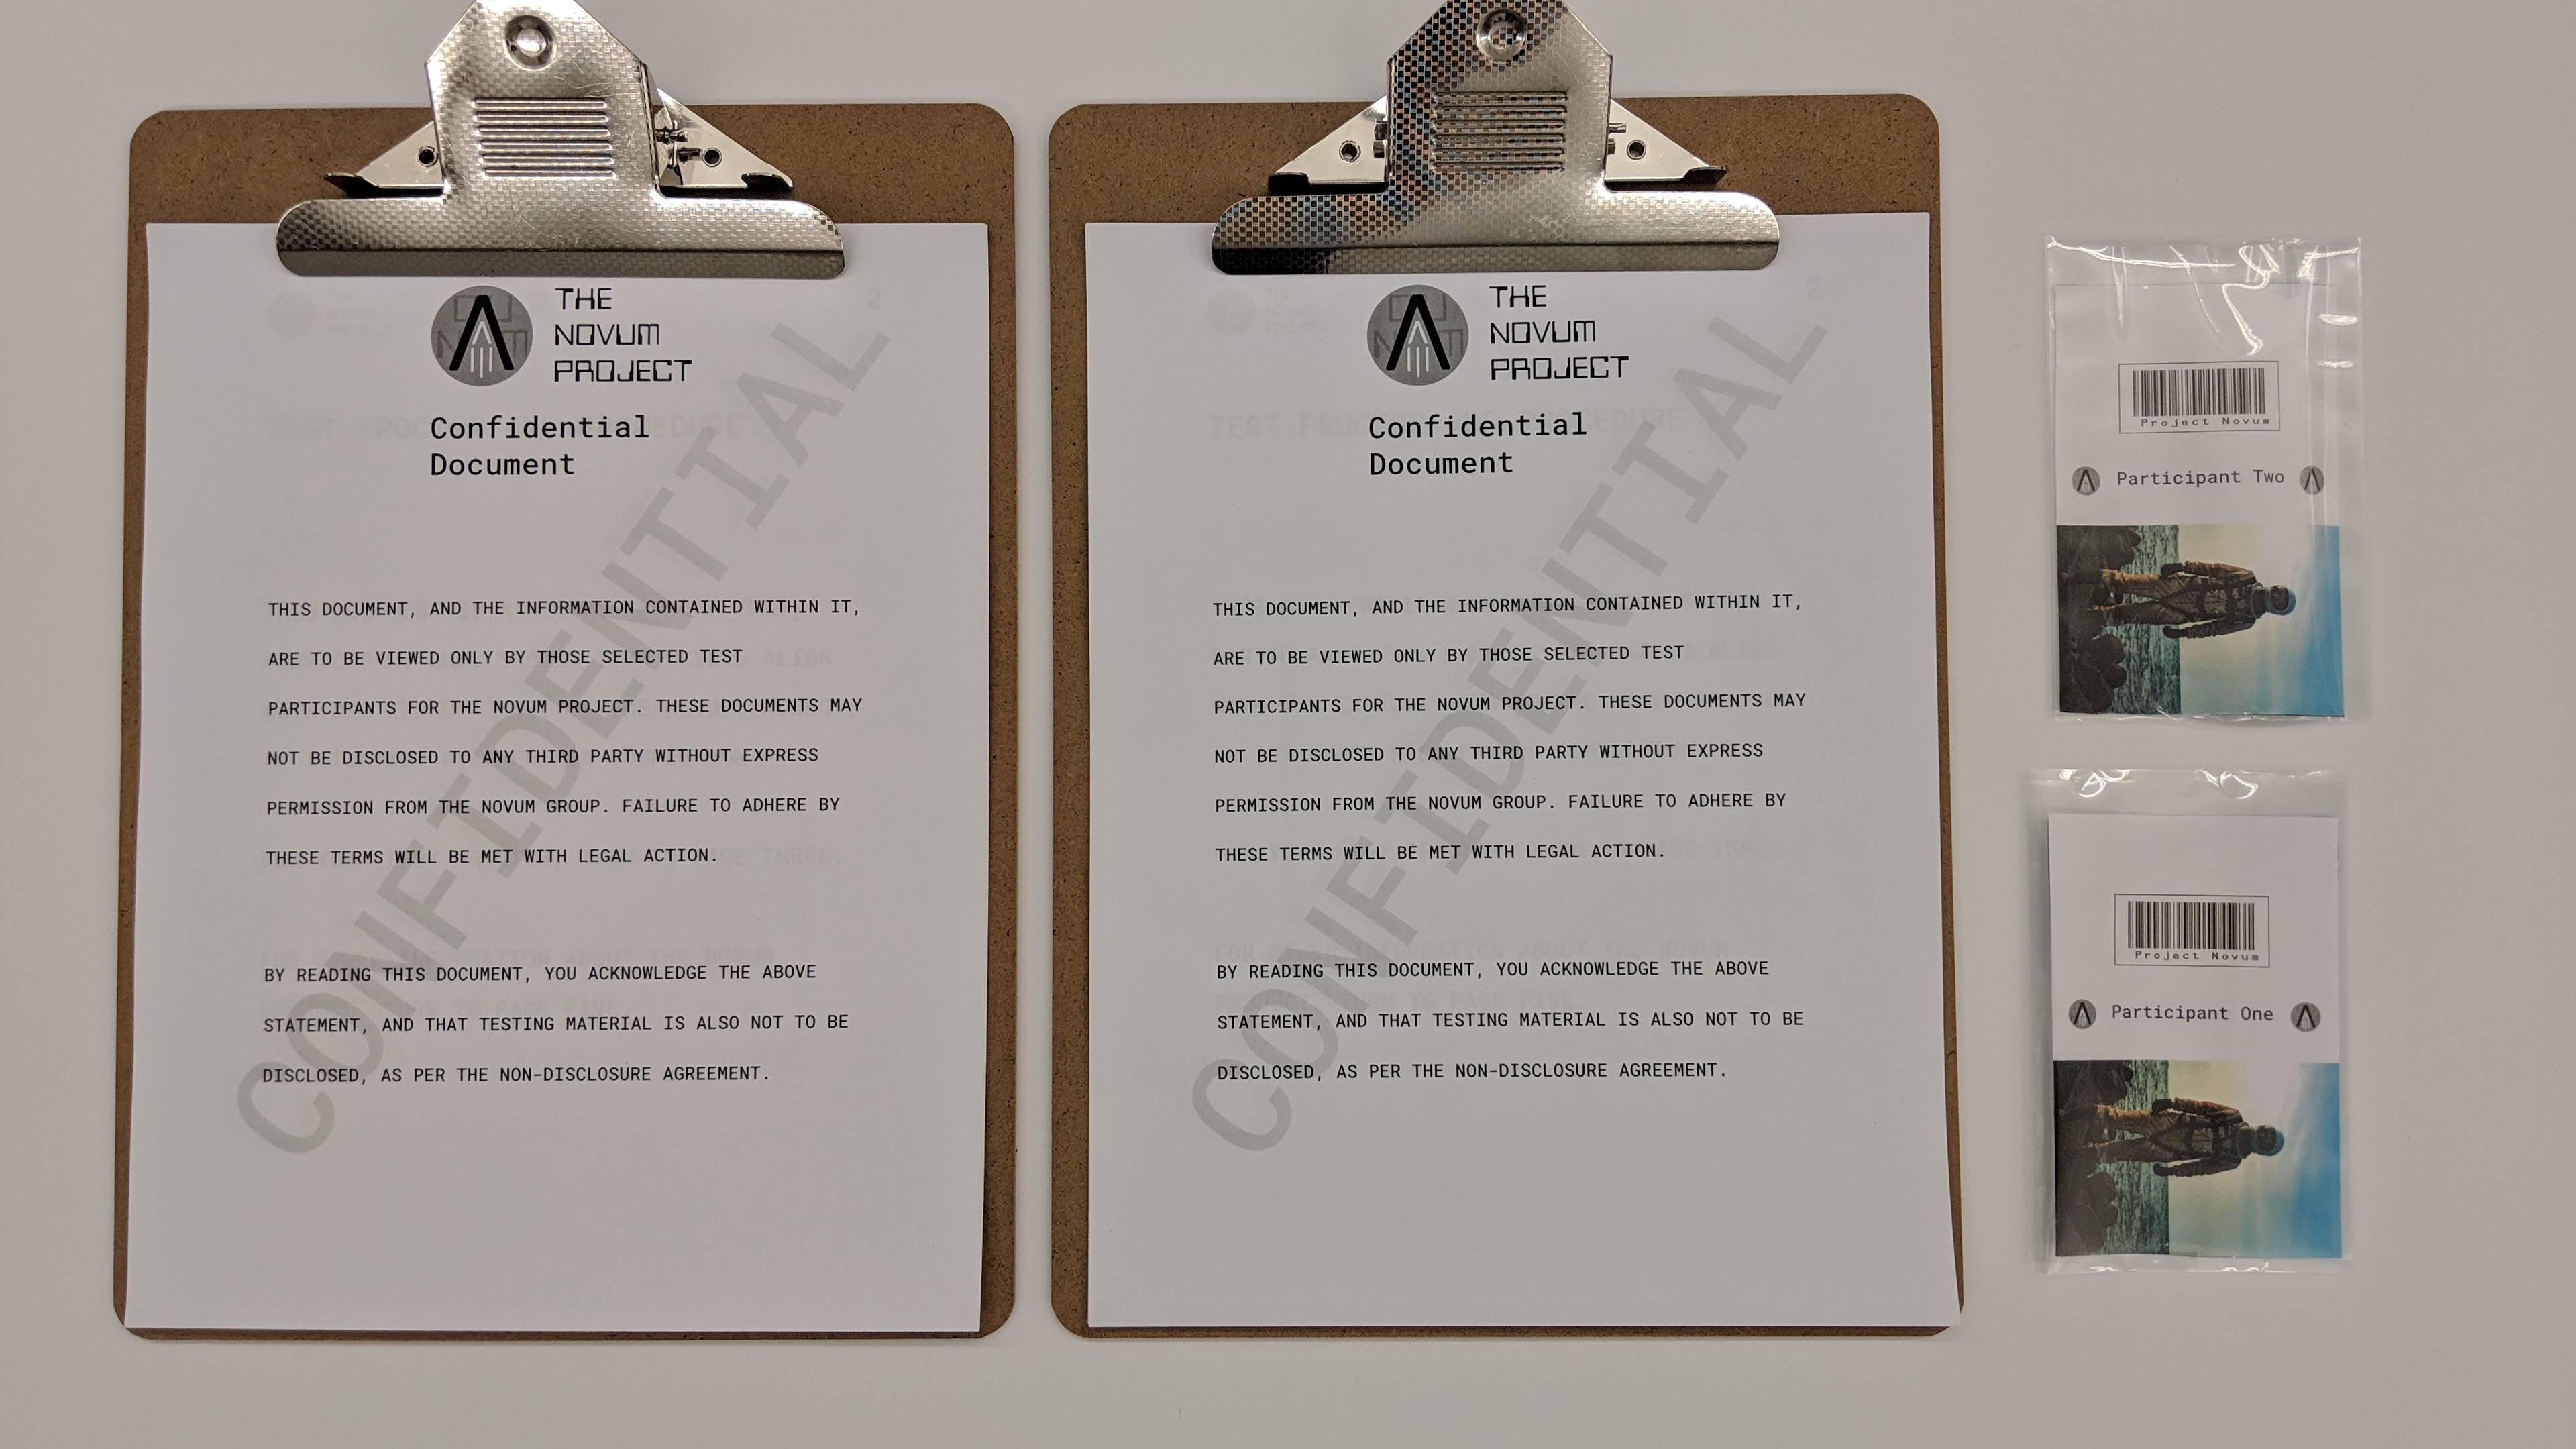 THE
NOVUM
PROJECT
Confidential
Document
CONFIDENTIAL
THIS DOCUMENT, AND THE INFORMATION CONTAINED WITHIN IT,
ARE TO BE VIEWED ONLY BY THOSE SELECTED TEST
PARTICIPANTS FOR THE NOVUM PROJECT. THESE DOCUMENTS MAY
NOT BE DISCLOSED TO ANY THIRD PARTY WITHOUT EXPRESS
PERMISSION FROM THE NOVUM GROUP. FAILURE TO ADHERE BY
THESE TERMS WILL BE MET WITH LEGAL ACTION.
BY READING THIS DOCUMENT, YOU ACKNOWLEDGE THE ABOVE
STATEMENT, AND THAT TESTING MATERIAL IS ALSO NOT TO BE
DISCLOSED, AS PER THE NON-DISCLOSURE AGREEMENT.
THE
NOVUM
PROJECT
Confidential
Document
CONFIDENTIAL
THIS DOCUMENT, AND THE INFORMATION CONTAINED WITHIN IT,
ARE TO BE VIEWED ONLY BY THOSE SELECTED TEST
PARTICIPANTS FOR THE NOVUM PROJECT. THESE DOCUMENTS MAY
NOT BE DISCLOSED TO ANY THIRD PARTY WITHOUT EXPRESS
PERMISSION FROM THE NOVUM GROUP. FAILURE TO ADHERE BY
THESE TERMS WILL BE MET WITH LEGAL ACTION.
BY READING THIS DOCUMENT, YOU ACKNOWLEDGE THE ABOVE
STATEMENT, AND THAT TESTING MATERIAL IS ALSO NOT TO BE
DISCLOSED, AS PER THE NON-DISCLOSURE AGREEMENT.
Project Novum
Participant Two
Project Novum
Participant One